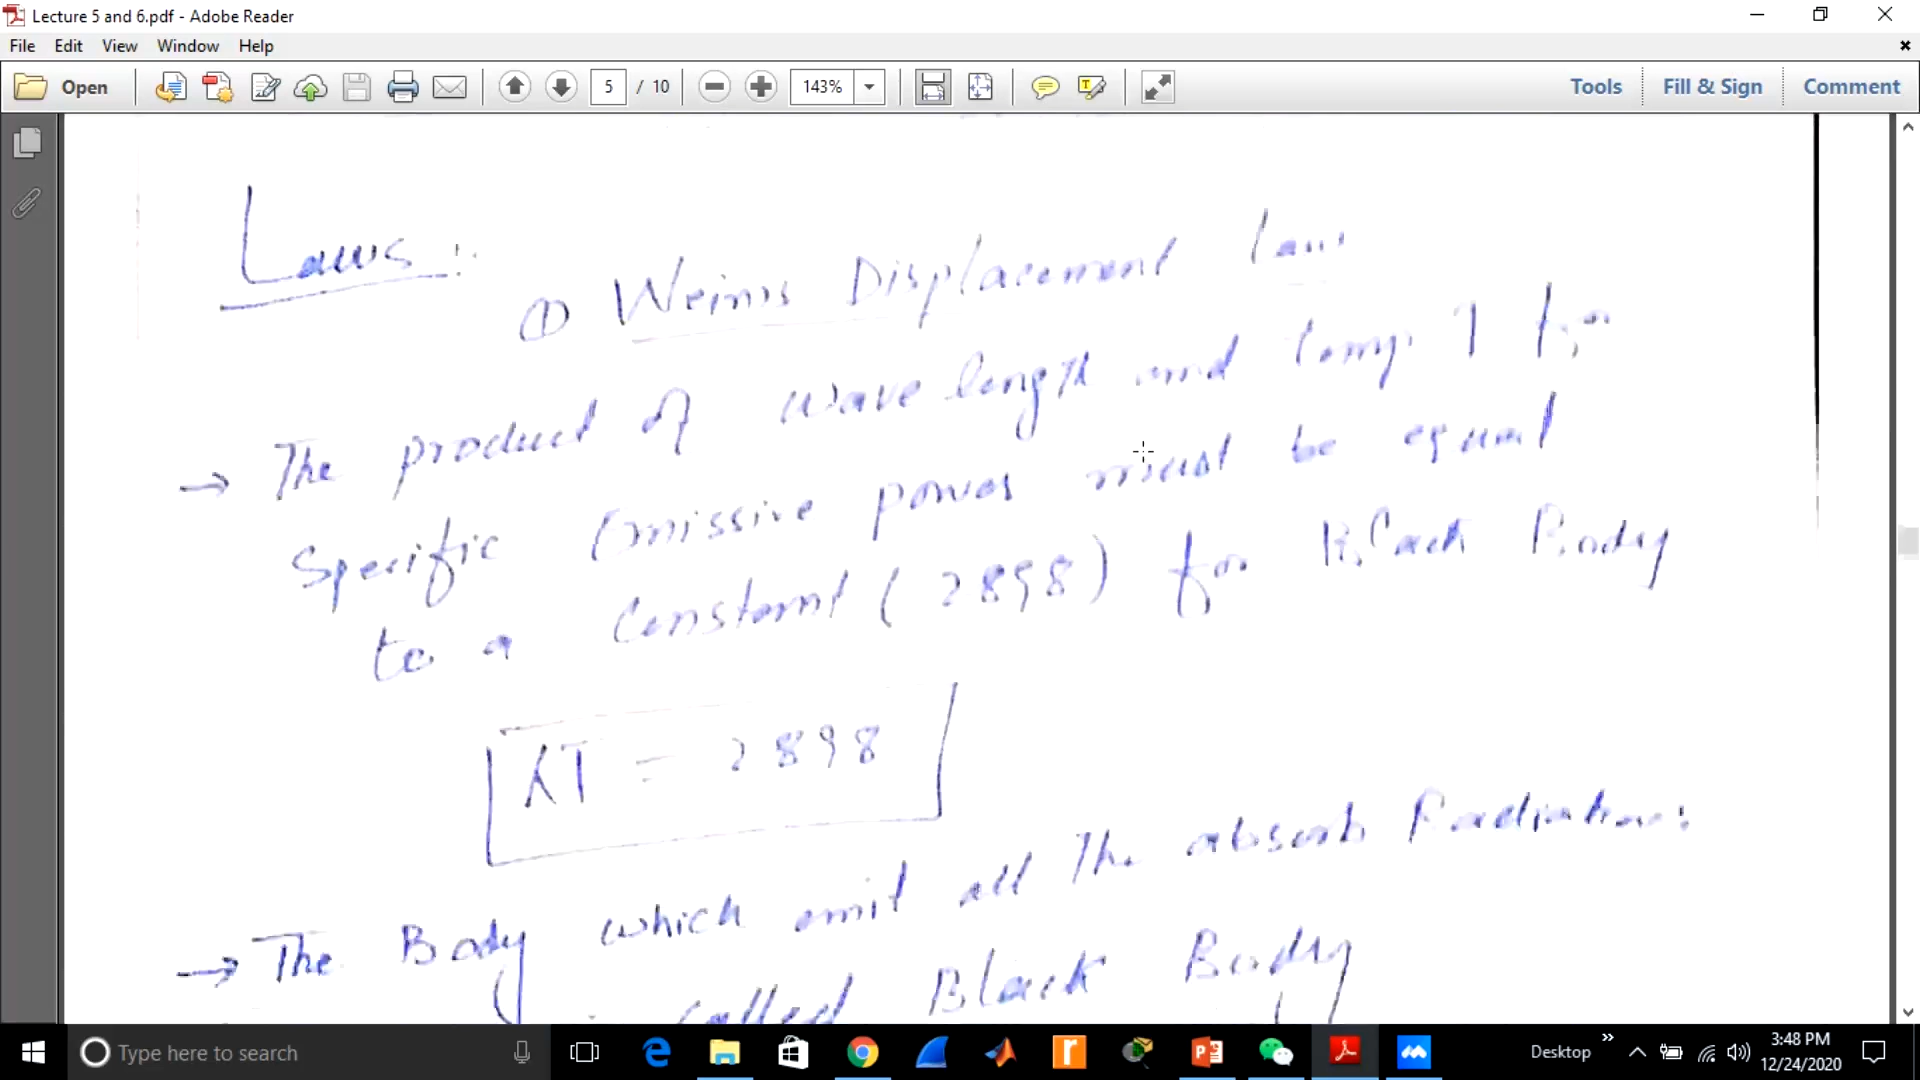 Lecture 5 and 6.pdf - Adobe Reader
File Edit View Window Help
Open 5 / 10 143% Tools Fill & Sign Comment
Laws:
① Weins Displacement law
→ The product of wavelength and temp. T for
Specific emissive power must be equal
to a constant (2898) for Black Body
λT = 2898
→ The Body which emit all the absorb Radiations
is called Black Body
Type here to search Desktop 3:48 PM
12/24/2020